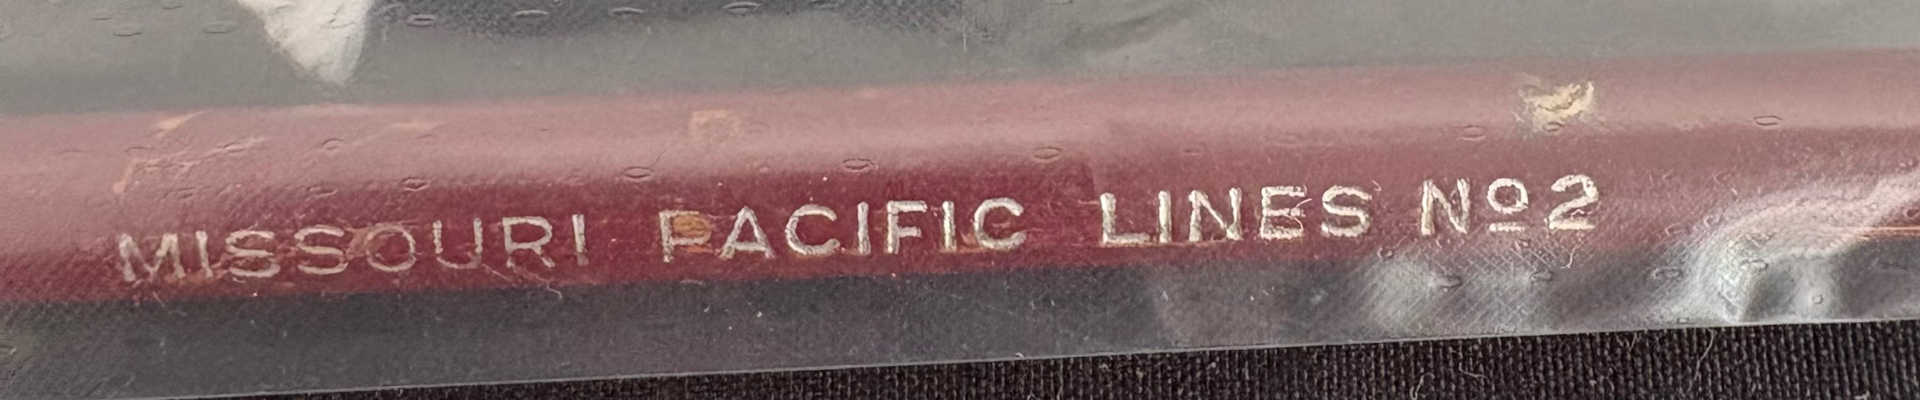 MISSOURI PACIFIC LINES Nº2